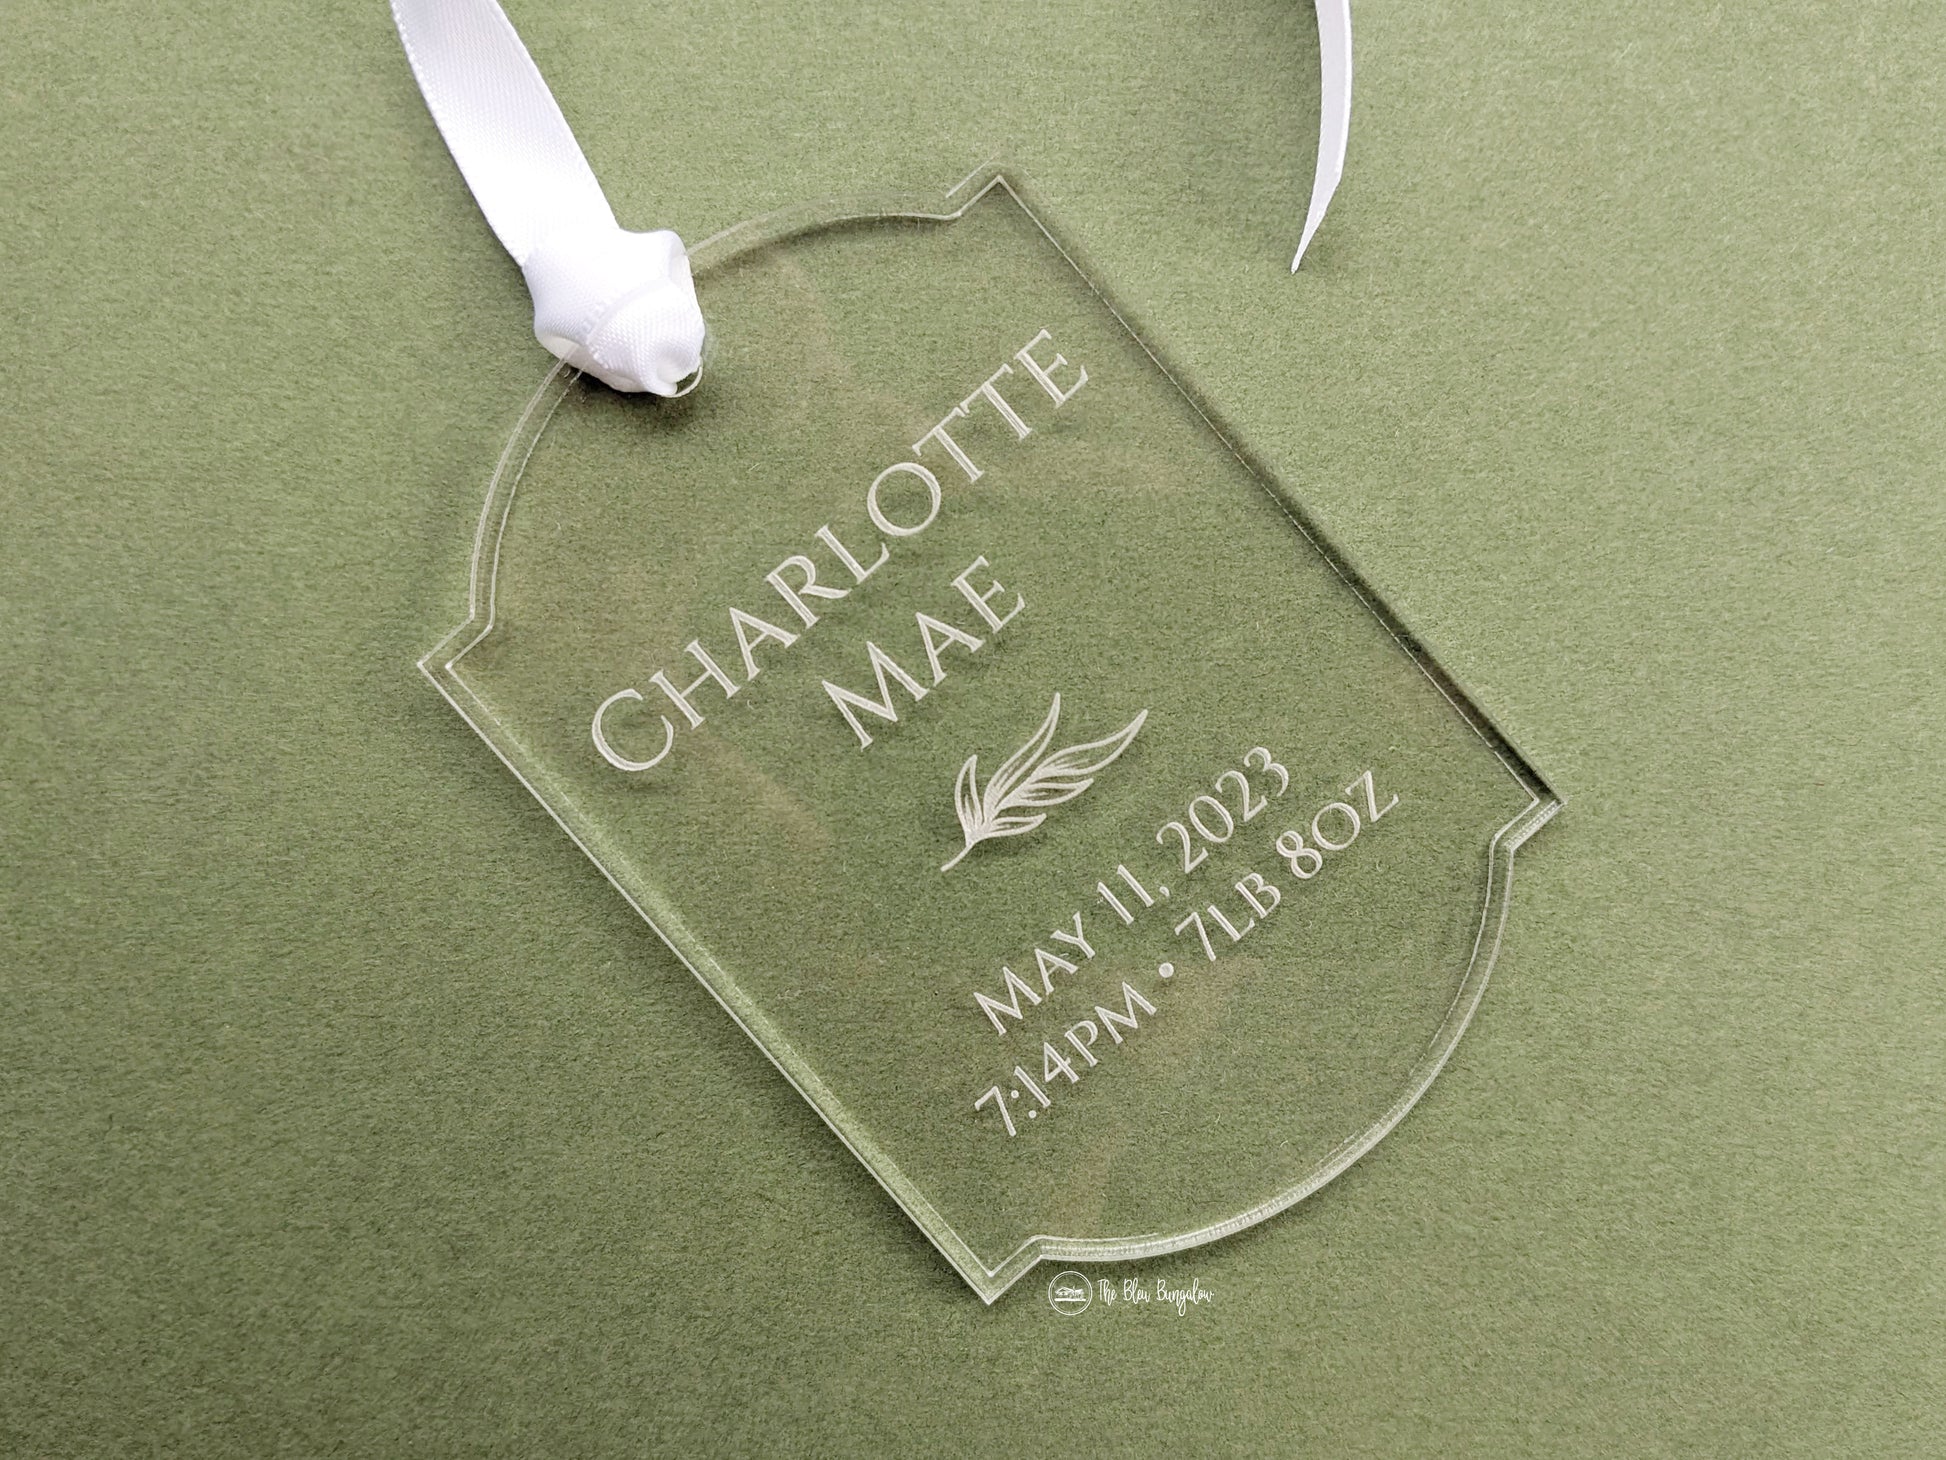 CHARLOTTE
MAE
MAY 11, 2023
7:14PM • 7LB 8OZ
The Bleu Bungalow